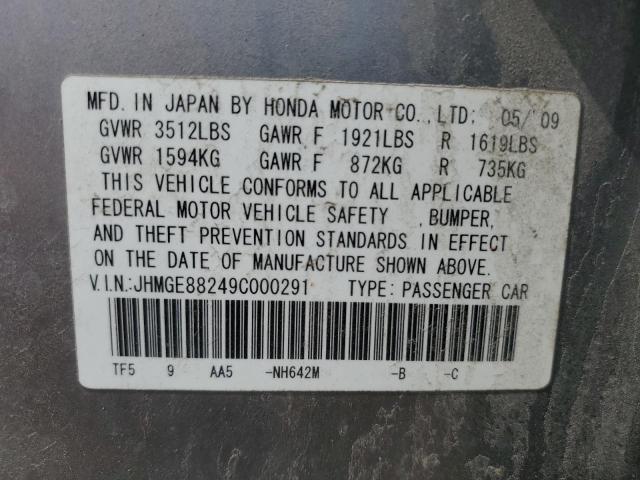 MFD. IN JAPAN BY HONDA MOTOR CO., LTD: 05/09
GVWR 3512LBS GAWR F 1921LBS R 1619LBS
GVWR 1594KG GAWR F 872KG R 735KG
THIS VEHICLE CONFORMS TO ALL APPLICABLE
FEDERAL MOTOR VEHICLE SAFETY , BUMPER,
AND THEFT PREVENTION STANDARDS IN EFFECT
ON THE DATE OF MANUFACTURE SHOWN ABOVE.
V.I.N.:JHMGE88249C000291 TYPE: PASSENGER CAR
TF5 9 AA5 -NH642M -B -C